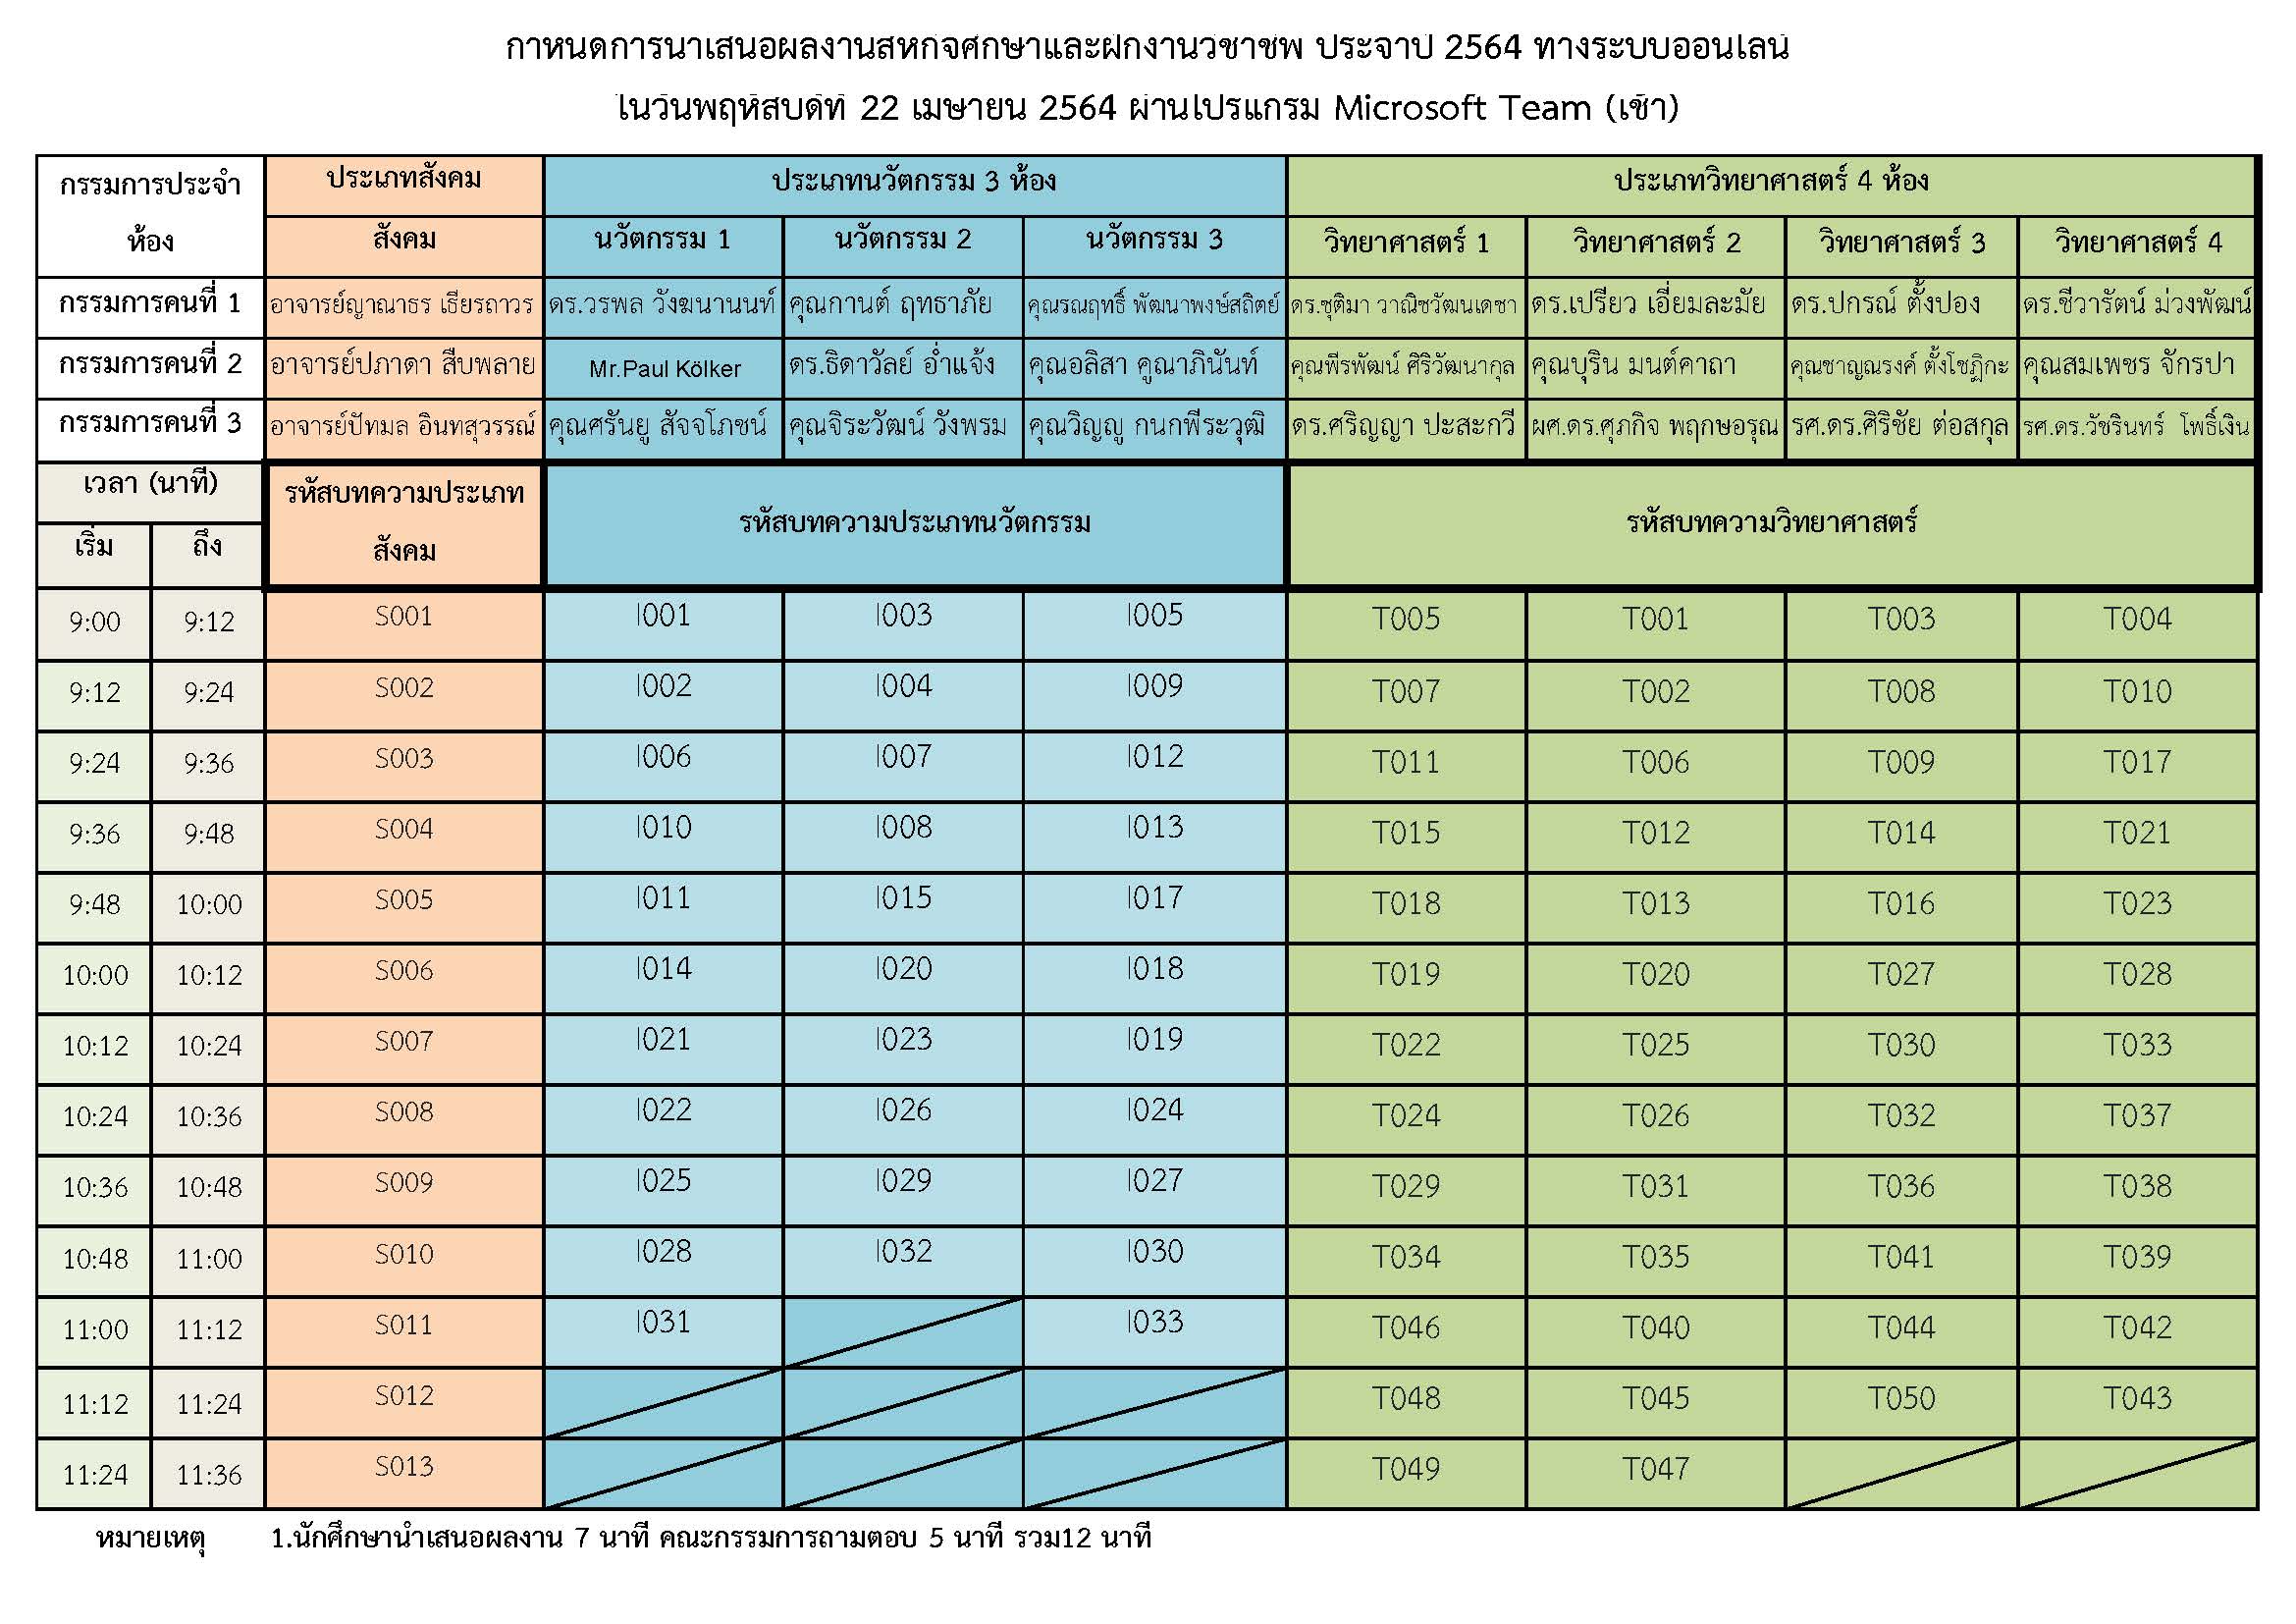 กำหนดการนำเสนอผลงานสหกิจศึกษาและฝึกงานวิชาชีพ ประจำปี 2564 ทางระบบออนไลน์
ในวันพฤหัสบดีที่ 22 เมษายน 2564 ผ่านโปรแกรม Microsoft Team (เช้า)
กรรมการประจำห้อง ประเภทสังคม ประเภทนวัตกรรม 3 ห้อง ประเภทวิทยาศาสตร์ 4 ห้อง
สังคม นวัตกรรม 1 นวัตกรรม 2 นวัตกรรม 3 วิทยาศาสตร์ 1 วิทยาศาสตร์ 2 วิทยาศาสตร์ 3 วิทยาศาสตร์ 4
กรรมการคนที่ 1 อาจารย์ญาณาธร เธียรถาวร ดร.วรพล วังฆนานนท์ คุณกานต์ ฤทธาภัย คุณรณฤทธิ์ พัฒนาพงษ์สถิตย์ ดร.ชุติมา วาณิชวัฒนเดชา ดร.เปรียว เอี่ยมละมัย ดร.ปกรณ์ ตั้งปอง ดร.ชีวารัตน์ ม่วงพัฒน์
กรรมการคนที่ 2 อาจารย์ปภาดา สืบพลาย Mr.Paul Kölker ดร.ธิดาวัลย์ อ่ำแจ้ง คุณอลิสา คูณาภินันท์ คุณพีรพัฒน์ ศิริวัฒนากุล คุณบุริน มนต์คาถา คุณชาญณรงค์ ตั้งโชฏิกะ คุณสมเพชร จักรปา
กรรมการคนที่ 3 อาจารย์ปัทมล อินทสุวรรณ์ คุณศรันยู สัจจโภชน์ คุณจิระวัฒน์ วังพรม คุณวิญญู กนกพีระวุฒิ ดร.ศริญญา ปะสะกวี ผศ.ดร.ศุภกิจ พฤกษอรุณ รศ.ดร.ศิริชัย ต่อสกุล รศ.ดร.วัชรินทร์ โพธิ์เงิน
เวลา (นาที) รหัสบทความประเภทสังคม รหัสบทความประเภทนวัตกรรม รหัสบทความวิทยาศาสตร์
เริ่ม ถึง
9:00 9:12 S001 I001 I003 I005 T005 T001 T003 T004
9:12 9:24 S002 I002 I004 I009 T007 T002 T008 T010
9:24 9:36 S003 I006 I007 I012 T011 T006 T009 T017
9:36 9:48 S004 I010 I008 I013 T015 T012 T014 T021
9:48 10:00 S005 I011 I015 I017 T018 T013 T016 T023
10:00 10:12 S006 I014 I020 I018 T019 T020 T027 T028
10:12 10:24 S007 I021 I023 I019 T022 T025 T030 T033
10:24 10:36 S008 I022 I026 I024 T024 T026 T032 T037
10:36 10:48 S009 I025 I029 I027 T029 T031 T036 T038
10:48 11:00 S010 I028 I032 I030 T034 T035 T041 T039
11:00 11:12 S011 I031 I033 T046 T040 T044 T042
11:12 11:24 S012 T048 T045 T050 T043
11:24 11:36 S013 T049 T047
หมายเหตุ 1.นักศึกษานำเสนอผลงาน 7 นาที คณะกรรมการถามตอบ 5 นาที รวม12 นาที